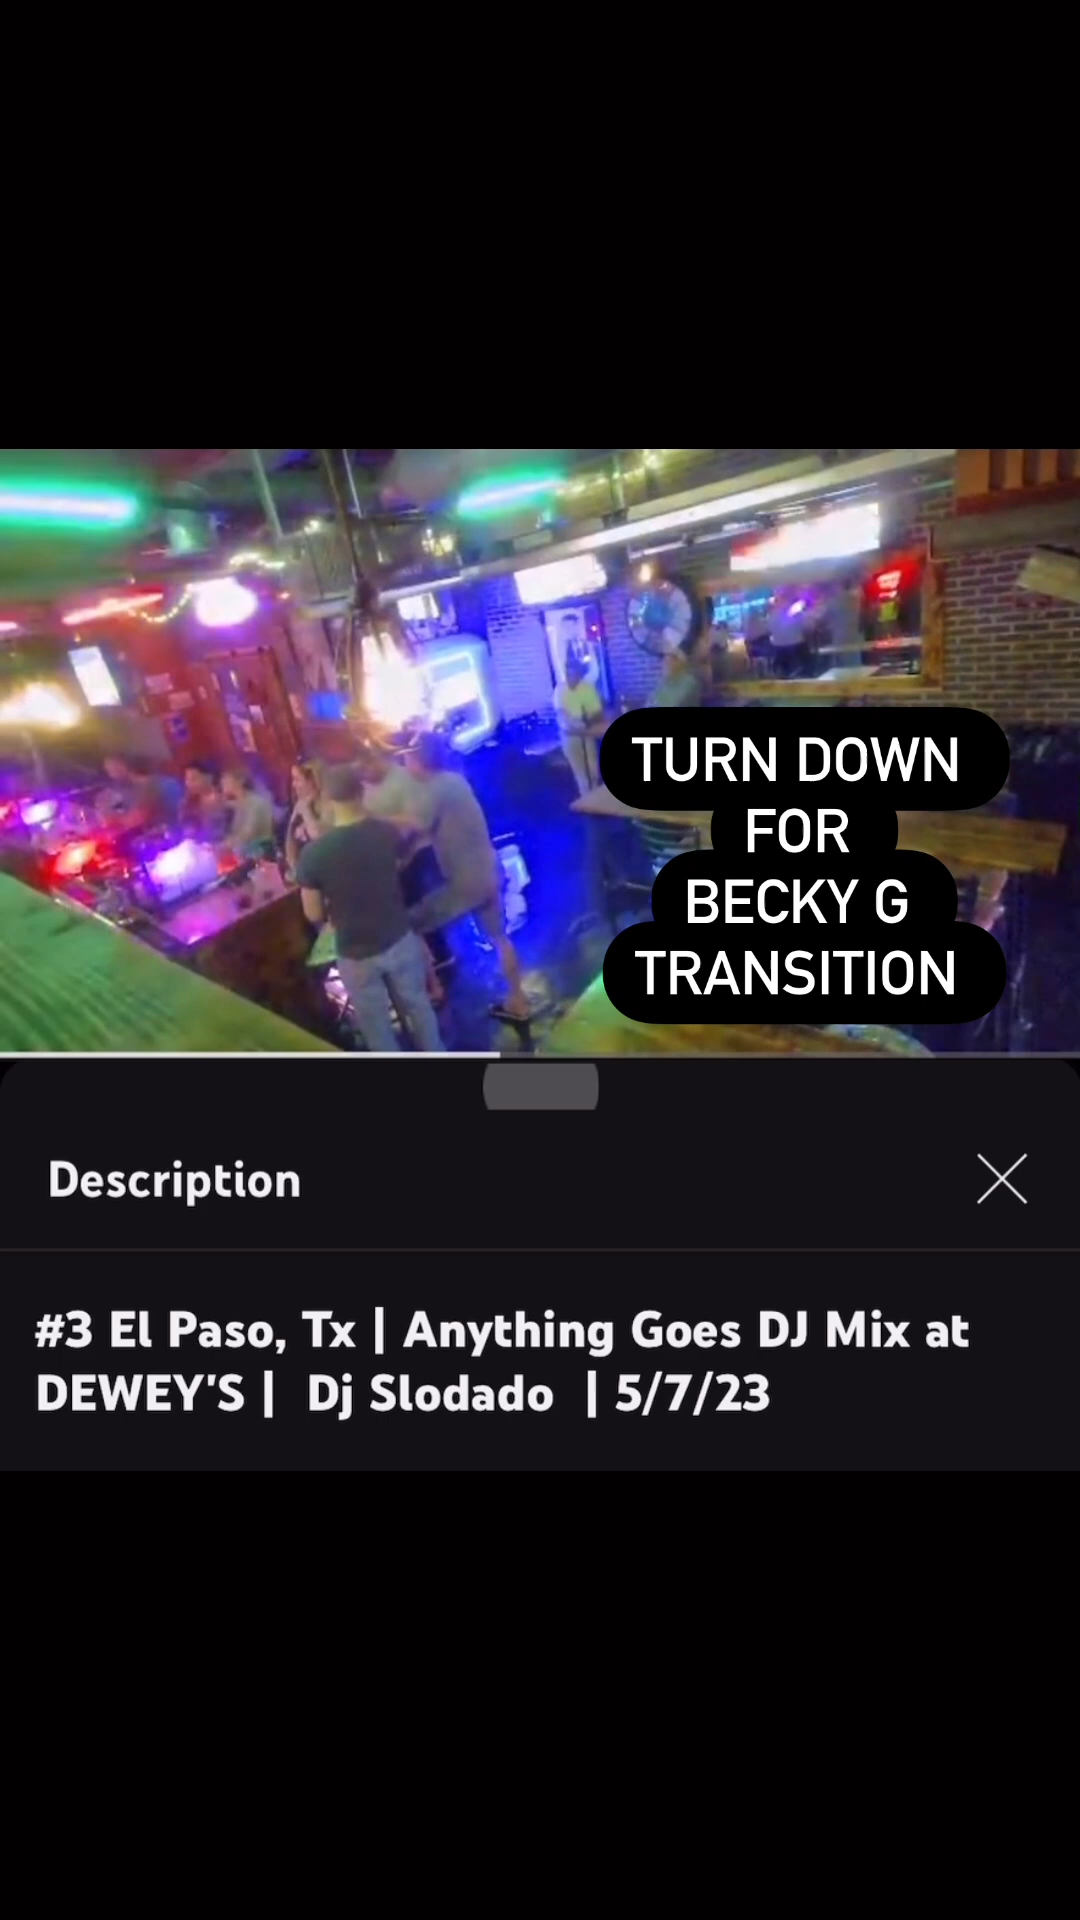 TURN DOWN
FOR
BECKY G
TRANSITION
Description
#3 El Paso, Tx | Anything Goes DJ Mix at
DEWEY'S | Dj Slodado | 5/7/23